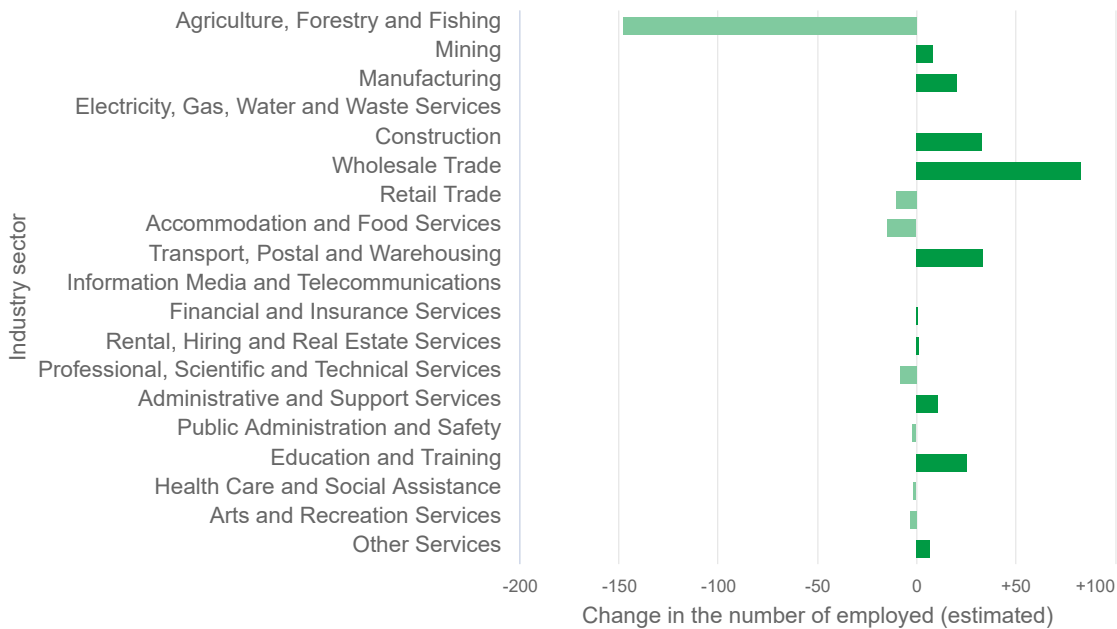 Agriculture, Forestry and Fishing
Mining
Manufacturing
Electricity, Gas, Water and Waste Services
Construction
Wholesale Trade
Retail Trade
Accommodation and Food Services
Transport, Postal and Warehousing
Information Media and Telecommunications
Financial and Insurance Services
Rental, Hiring and Real Estate Services
Professional, Scientific and Technical Services
Administrative and Support Services
Public Administration and Safety
Education and Training
Health Care and Social Assistance
Arts and Recreation Services
Other Services
Industry sector
-200 -150 -100 -50 0 +50 +100
Change in the number of employed (estimated)